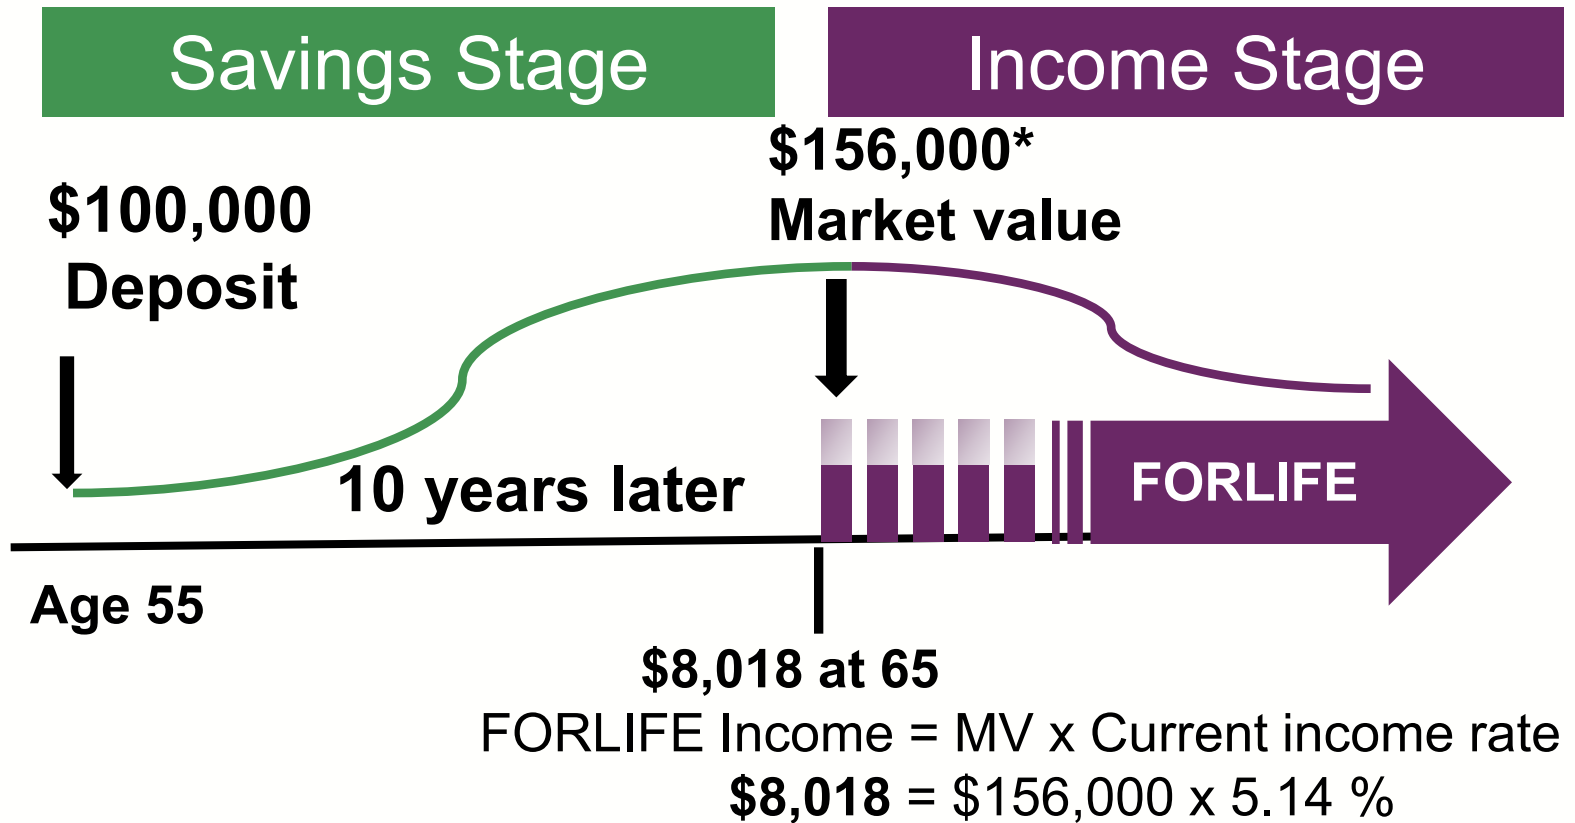 Savings Stage
Income Stage
$100,000
Deposit
$156,000*
Market value
10 years later
FORLIFE
Age 55
$8,018 at 65
FORLIFE Income = MV x Current income rate
$8,018 = $156,000 x 5.14 %